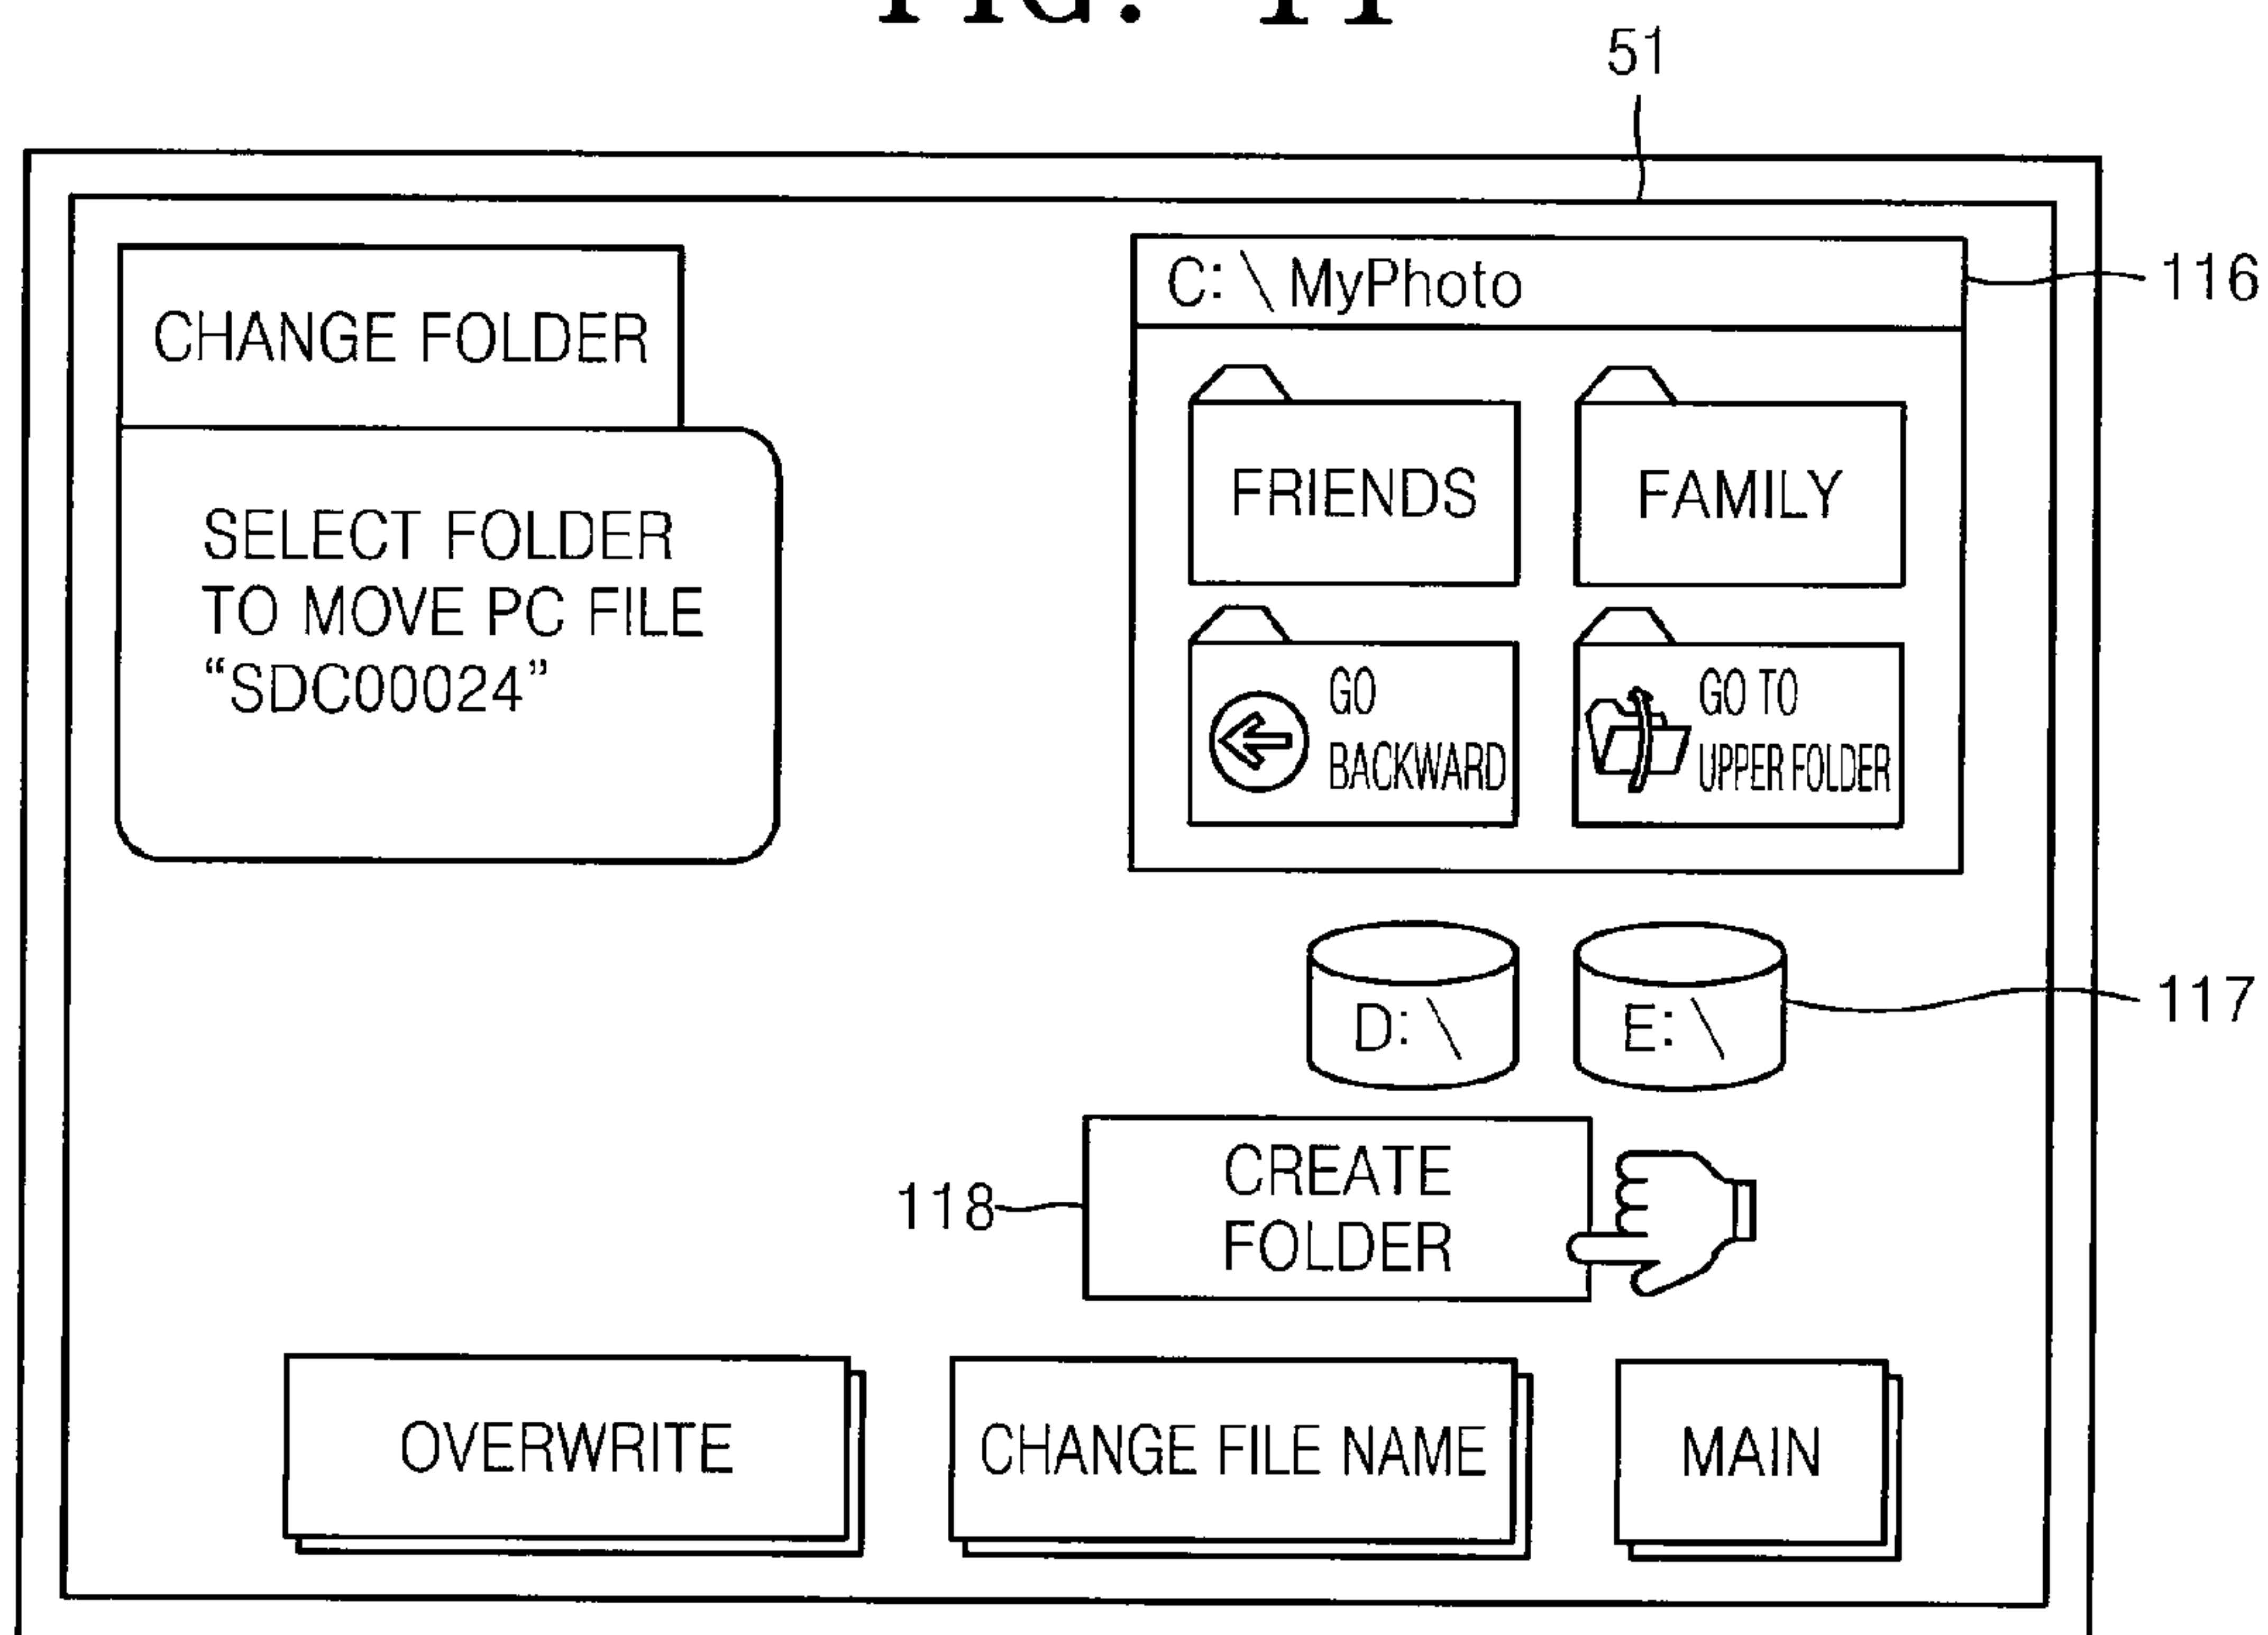 51
CHANGE FOLDER
SELECT FOLDER
TO MOVE PC FILE
“SDC00024”
C:\MyPhoto
116
FRIENDS
FAMILY
GO
BACKWARD
GO TO
UPPER FOLDER
D:\
E:\
117
118
CREATE
FOLDER
OVERWRITE
CHANGE FILE NAME
MAIN